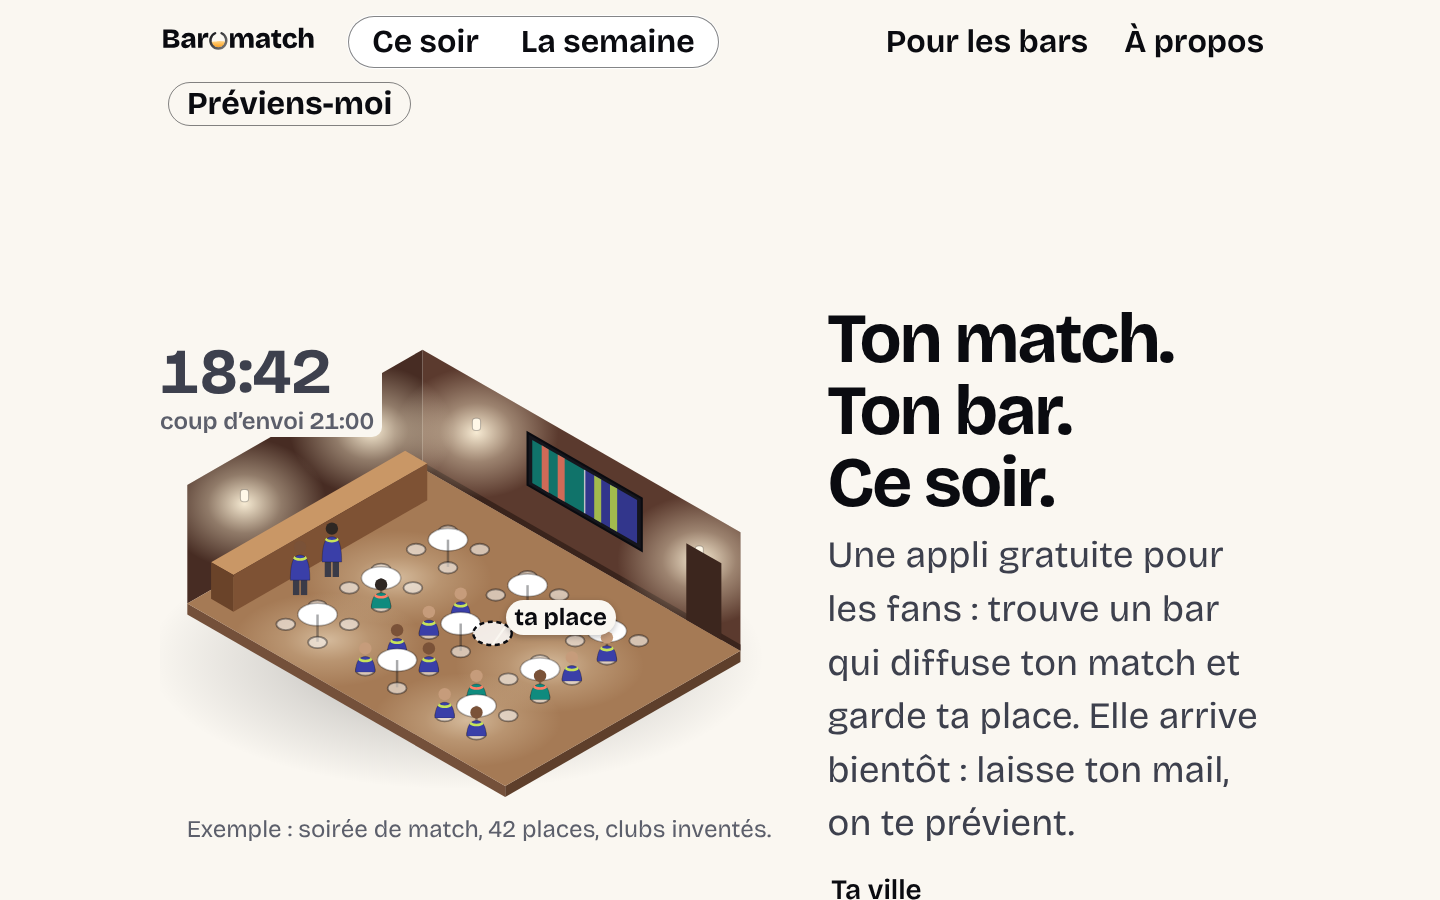 Baromatch
Ce soir
La semaine
Pour les bars
À propos
Préviens-moi
18:42
coup d’envoi 21:00
ta place
Exemple : soirée de match, 42 places, clubs inventés.
Ton match.
Ton bar.
Ce soir.
Une appli gratuite pour
les fans : trouve un bar
qui diffuse ton match et
garde ta place. Elle arrive
bientôt : laisse ton mail,
on te prévient.
Ta ville